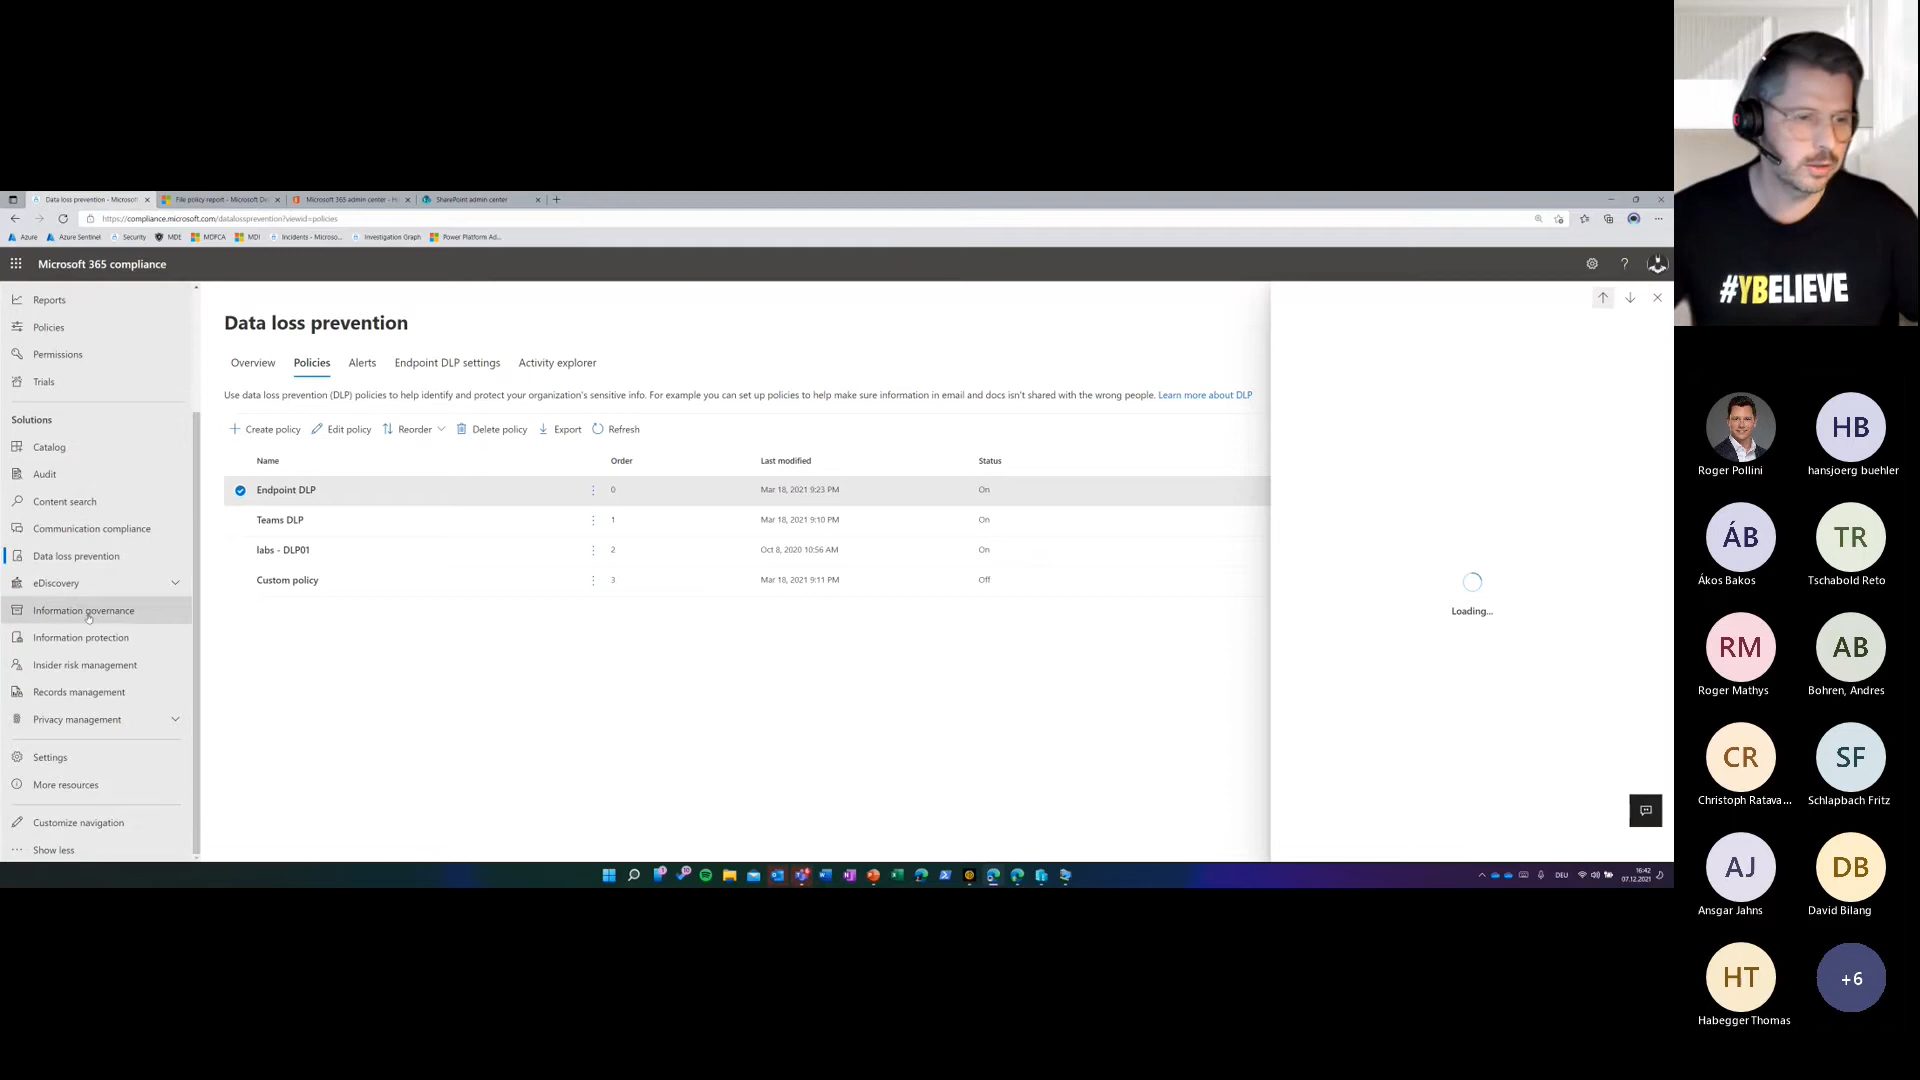 Data loss prevention - Microsoft
File policy report - Microsoft De
Microsoft 365 admin center - H
SharePoint admin center
https://compliance.microsoft.com/datalossprevention?viewid=policies
Azure
Azure Sentinel
Security
MDE
MDFCA
MDI
Incidents - Microso...
Investigation Graph
Power Platform Ad...
Microsoft 365 compliance
?
Reports
Policies
Permissions
Trials
Solutions
Catalog
Audit
Content search
Communication compliance
Data loss prevention
eDiscovery
Information governance
Information protection
Insider risk management
Records management
Privacy management
Settings
More resources
Customize navigation
Show less
Data loss prevention
Overview
Policies
Alerts
Endpoint DLP settings
Activity explorer
Use data loss prevention (DLP) policies to help identify and protect your organization's sensitive info. For example you can set up policies to help make sure information in email and docs isn't shared with the wrong people. Learn more about DLP
Create policy
Edit policy
Reorder
Delete policy
Export
Refresh
Name Order Last modified Status
Endpoint DLP 0 Mar 18, 2021 9:23 PM On
Teams DLP 1 Mar 18, 2021 9:10 PM On
labs - DLP01 2 Oct 8, 2020 10:56 AM On
Custom policy 3 Mar 18, 2021 9:11 PM Off
Loading...
DEU
16:42
07.12.2021
#YBELIEVE
Roger Pollini
HB
hansjoerg buehler
ÁB
Ákos Bakos
TR
Tschabold Reto
RM
Roger Mathys
AB
Bohren, Andres
CR
Christoph Ratava...
SF
Schlapbach Fritz
AJ
Ansgar Jahns
DB
David Bilang
HT
Habegger Thomas
+6